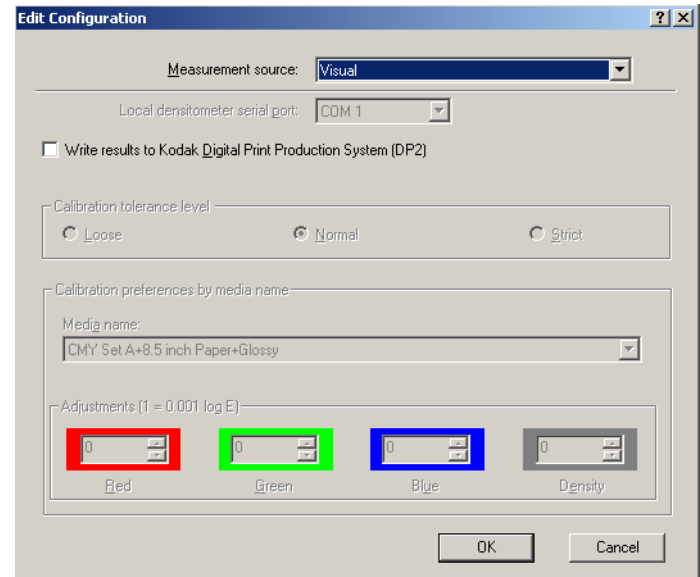 Edit Configuration
Measurement source: Visual
Local densitometer serial port: COM 1
Write results to Kodak Digital Print Production System (DP2)
Calibration tolerance level
Loose Normal Strict
Calibration preferences by media name
Media name:
CMY Set A+8.5 inch Paper+Glossy
Adjustments (1 = 0.001 log E)
0 0 0 0
Red Green Blue Density
OK Cancel